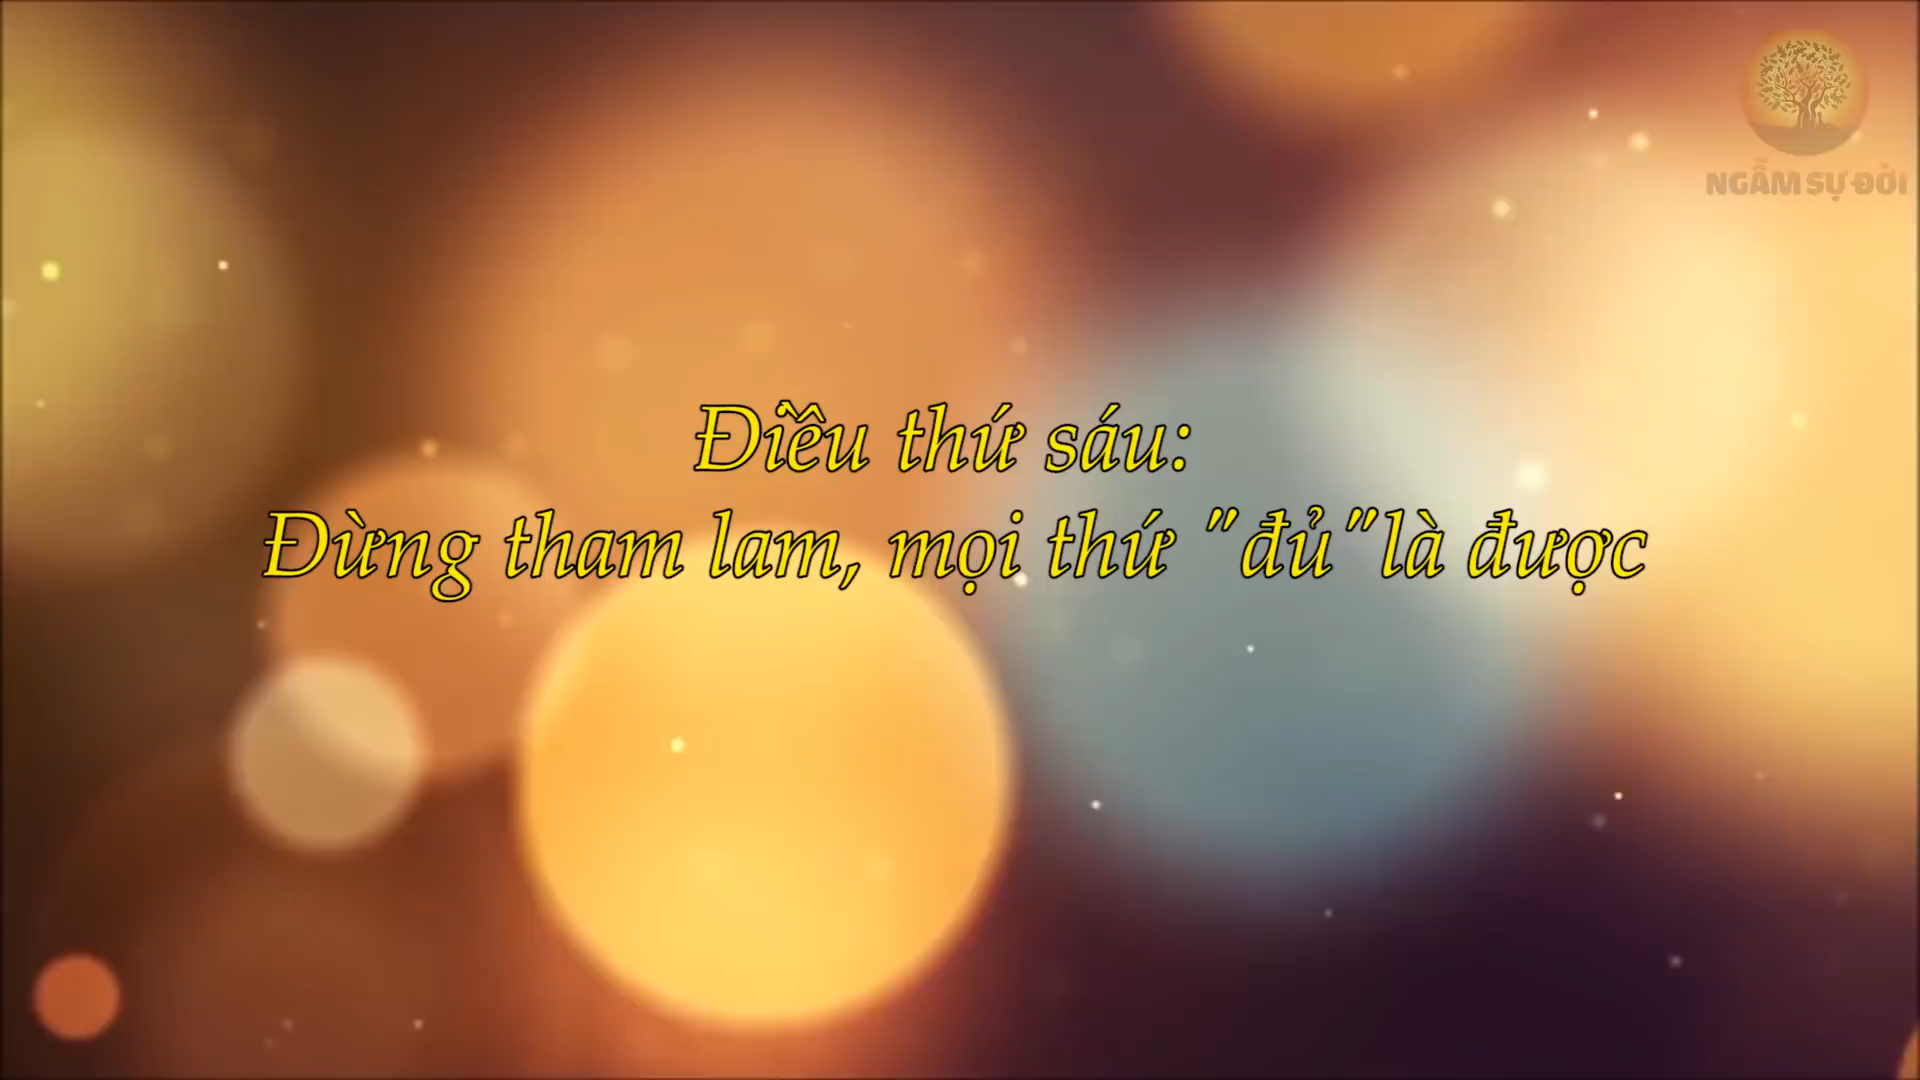 NGẪM SỰ ĐỜI
Điều thứ sáu:
Đừng tham lam, mọi thứ "đủ"là được